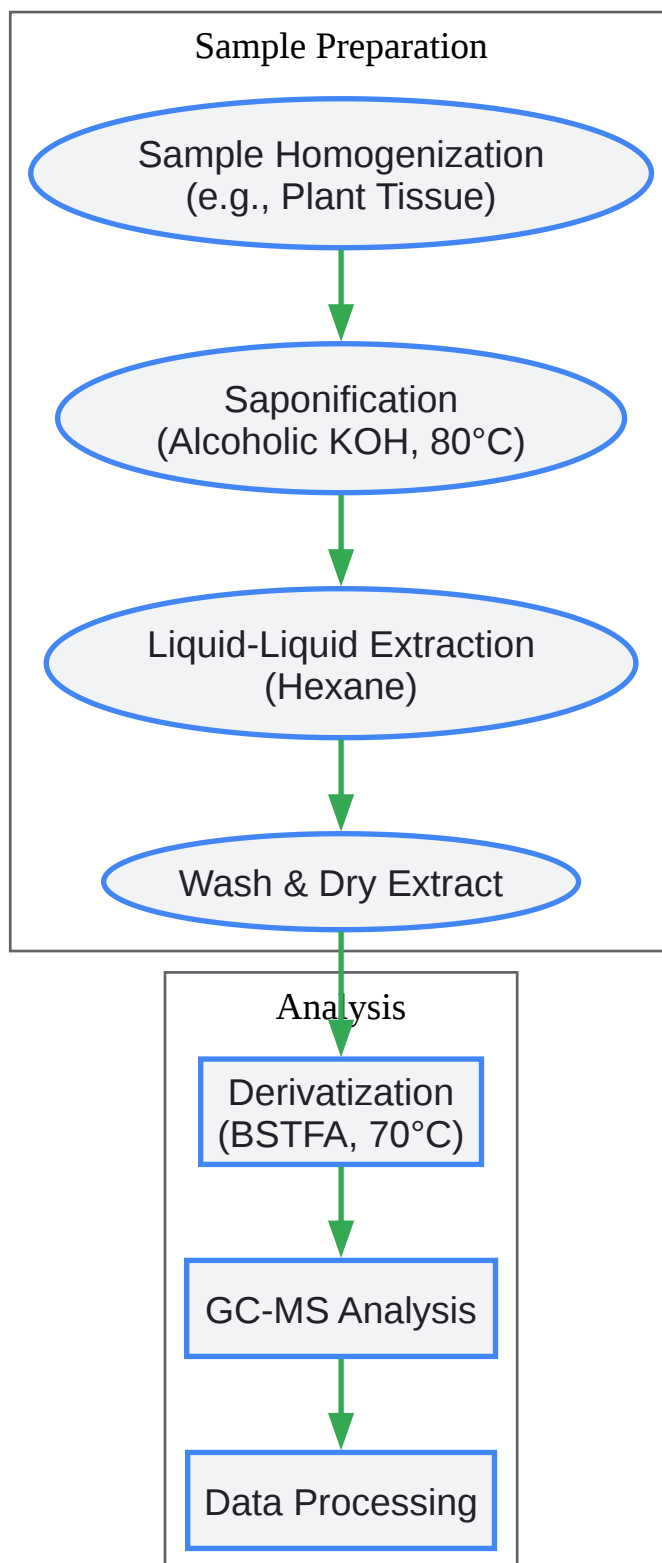 Sample Preparation
Sample Homogenization
(e.g., Plant Tissue)
Saponification
(Alcoholic KOH, 80°C)
Liquid-Liquid Extraction
(Hexane)
Wash & Dry Extract
Analysis
Derivatization
(BSTFA, 70°C)
GC-MS Analysis
Data Processing